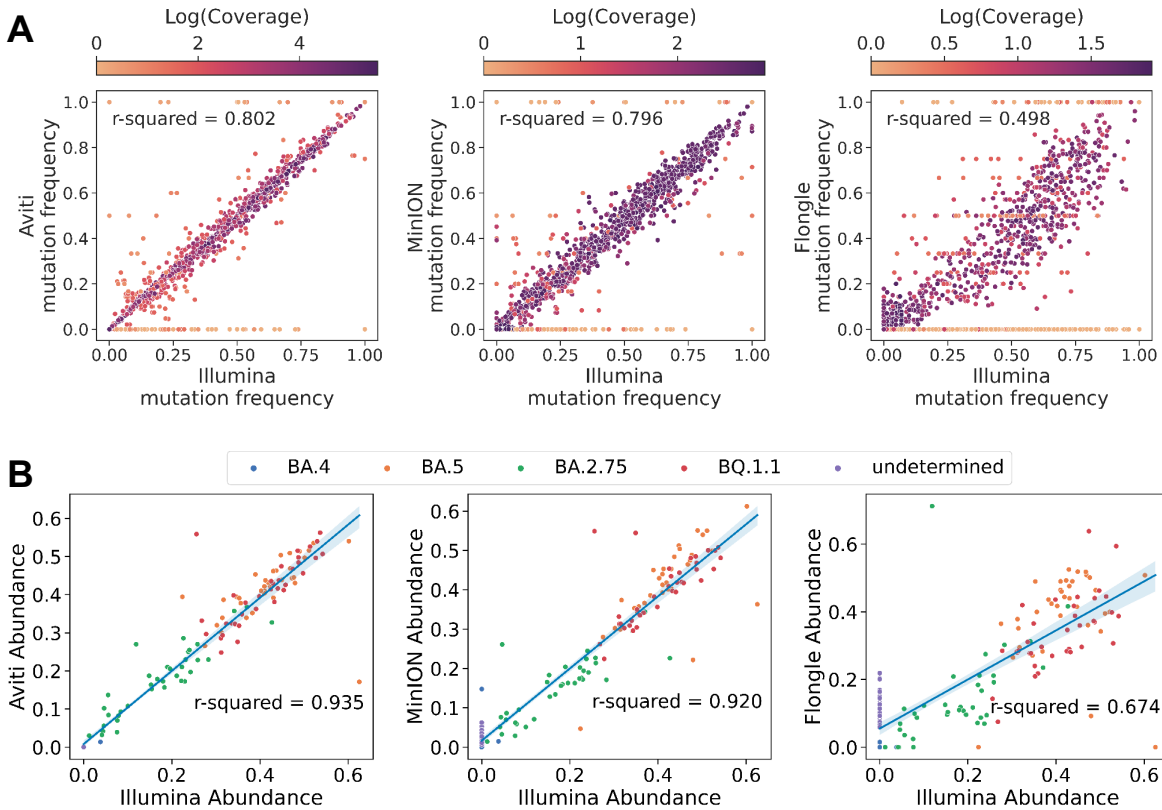 A
Log(Coverage) Log(Coverage) Log(Coverage)
0 2 4 0 2 0.0 0.5 1.0 1.5
r-squared = 0.802 r-squared = 0.796 r-squared = 0.498
1.0 1.0 1.0
0.8 0.8 0.8
0.6 0.6 0.6
0.4 0.4 0.4
0.2 0.2 0.2
0.0 0.0 0.0
Aviti
mutation frequency
MinION
mutation frequency
Flongle
mutation frequency
0.00 0.25 0.50 0.75 1.00 0.00 0.25 0.50 0.75 1.00 0.00 0.25 0.50 0.75 1.00
Illumina Illumina Illumina
mutation frequency mutation frequency mutation frequency
B
BA.4 BA.5 BA.2.75 BQ.1.1 undetermined
Aviti Abundance
0.6
0.5
0.4
0.3
0.2
0.1
0.0
r-squared = 0.935
0.0 0.2 0.4 0.6
Illumina Abundance
MinION Abundance
0.6
0.5
0.4
0.3
0.2
0.1
0.0
r-squared = 0.920
0.0 0.2 0.4 0.6
Illumina Abundance
Flongle Abundance
0.6
0.4
0.2
0.0
r-squared = 0.674
0.0 0.2 0.4 0.6
Illumina Abundance